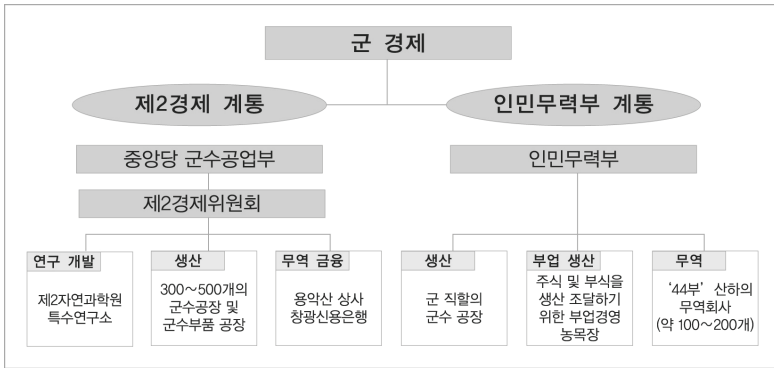 군 경제
제2경제 계통
인민무력부 계통
중앙당 군수공업부
인민무력부
제2경제위원회
연구 개발
제2자연과학원
특수연구소
생산
300~500개의
군수공장 및
군수부품 공장
무역 금융
용악산 상사
창광신용은행
생산
군 직할의
군수 공장
부업 생산
주식 및 부식을
생산 조달하기
위한 부업경영
농목장
무역
‘44부’ 산하의
무역회사
(약 100~200개)